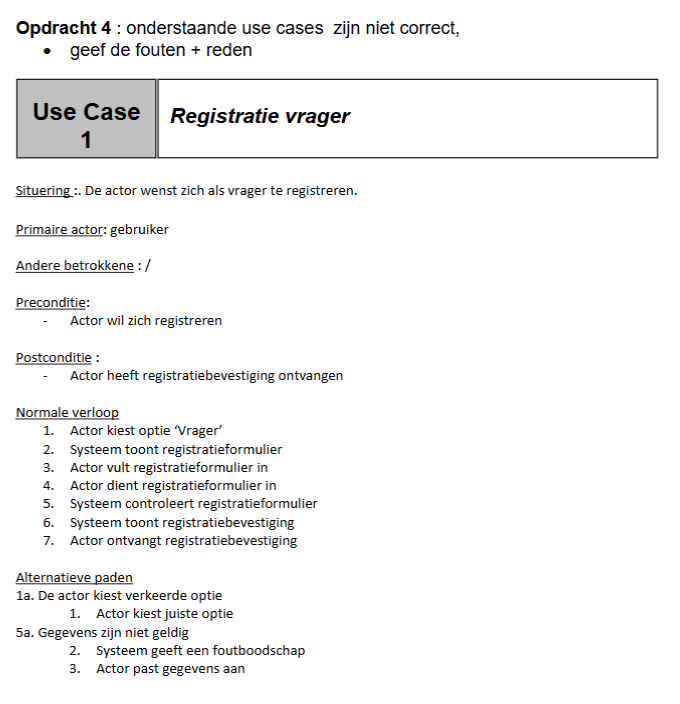 Opdracht 4 : onderstaande use cases zijn niet correct,
• geef de fouten + reden
Use Case
1
Registratie vrager
Situering :. De actor wenst zich als vrager te registreren.
Primaire actor: gebruiker
Andere betrokkene : /
Preconditie:
- Actor wil zich registreren
Postconditie :
- Actor heeft registratiebevestiging ontvangen
Normale verloop
1. Actor kiest optie ‘Vrager’
2. Systeem toont registratieformulier
3. Actor vult registratieformulier in
4. Actor dient registratieformulier in
5. Systeem controleert registratieformulier
6. Systeem toont registratiebevestiging
7. Actor ontvangt registratiebevestiging
Alternatieve paden
1a. De actor kiest verkeerde optie
1. Actor kiest juiste optie
5a. Gegevens zijn niet geldig
2. Systeem geeft een foutboodschap
3. Actor past gegevens aan